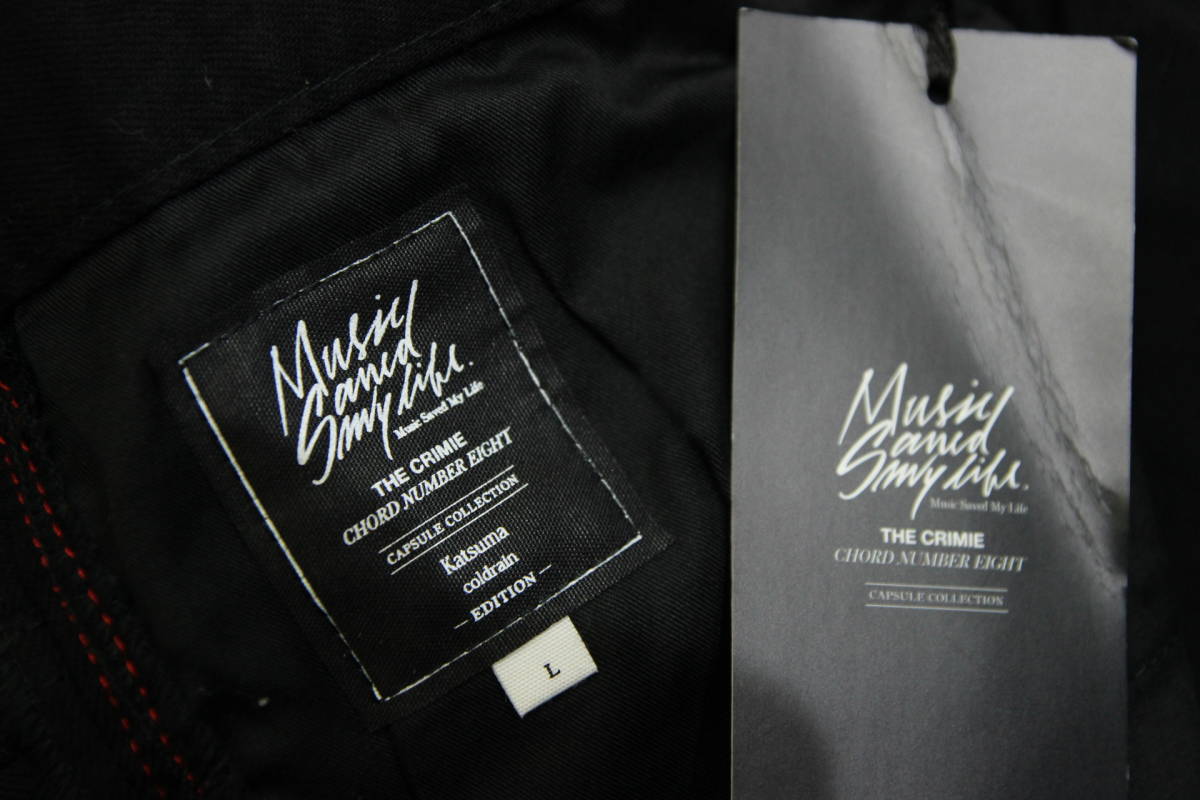 Music
Saved
My life.
Music Saved My Life
THE CRIMIE
CHORD NUMBER EIGHT
CAPSULE COLLECTION
Katsuma
coldrain
— EDITION —
L
Music
Saved
My life.
Music Saved My Life
THE CRIMIE
CHORD NUMBER EIGHT
CAPSULE COLLECTION